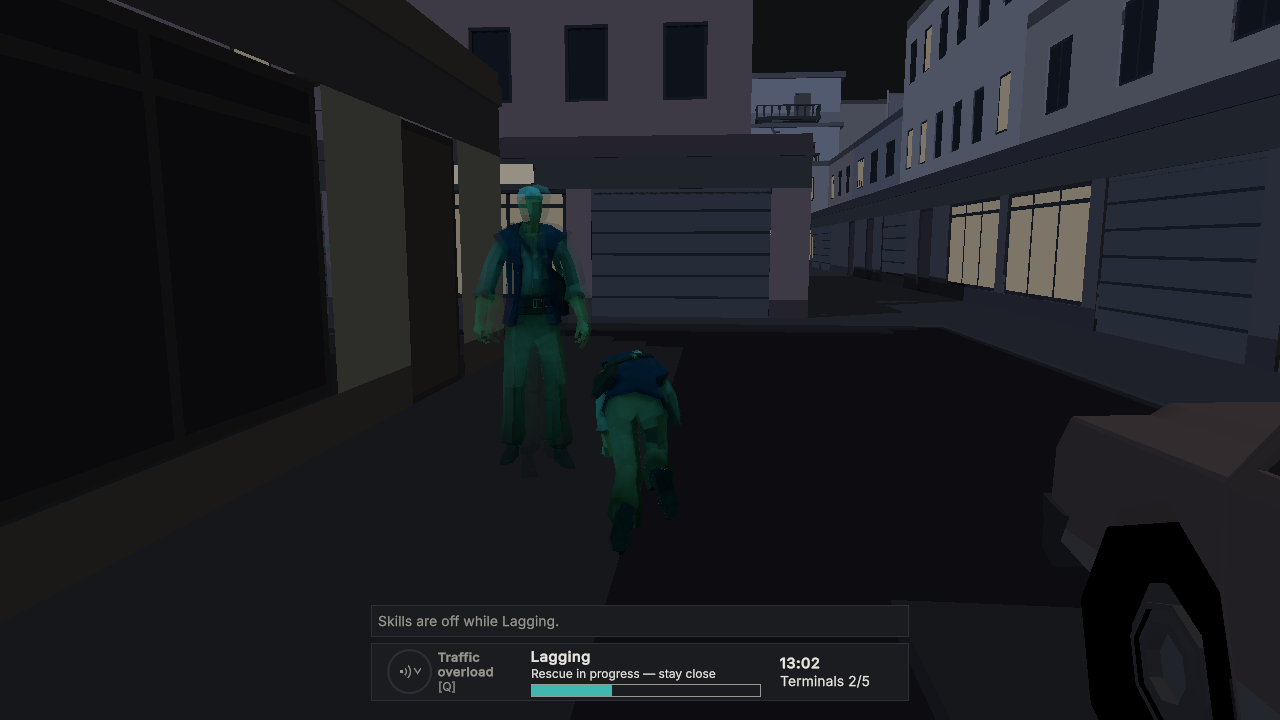 Skills are off while Lagging.
Traffic
overload
[Q]
Lagging
Rescue in progress — stay close
13:02
Terminals 2/5